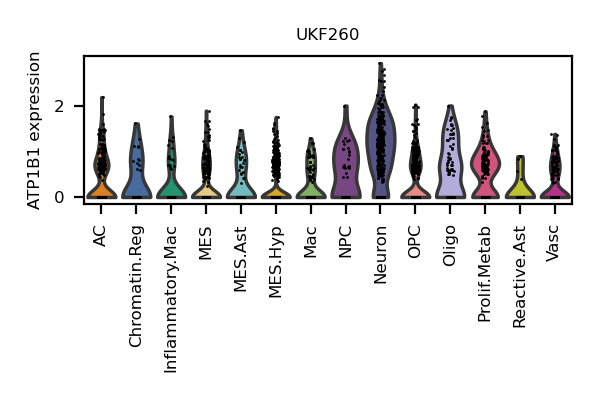 UKF260
ATP1B1 expression
2
0
AC
Chromatin.Reg
Inflammatory.Mac
MES
MES.Ast
MES.Hyp
Mac
NPC
Neuron
OPC
Oligo
Prolif.Metab
Reactive.Ast
Vasc